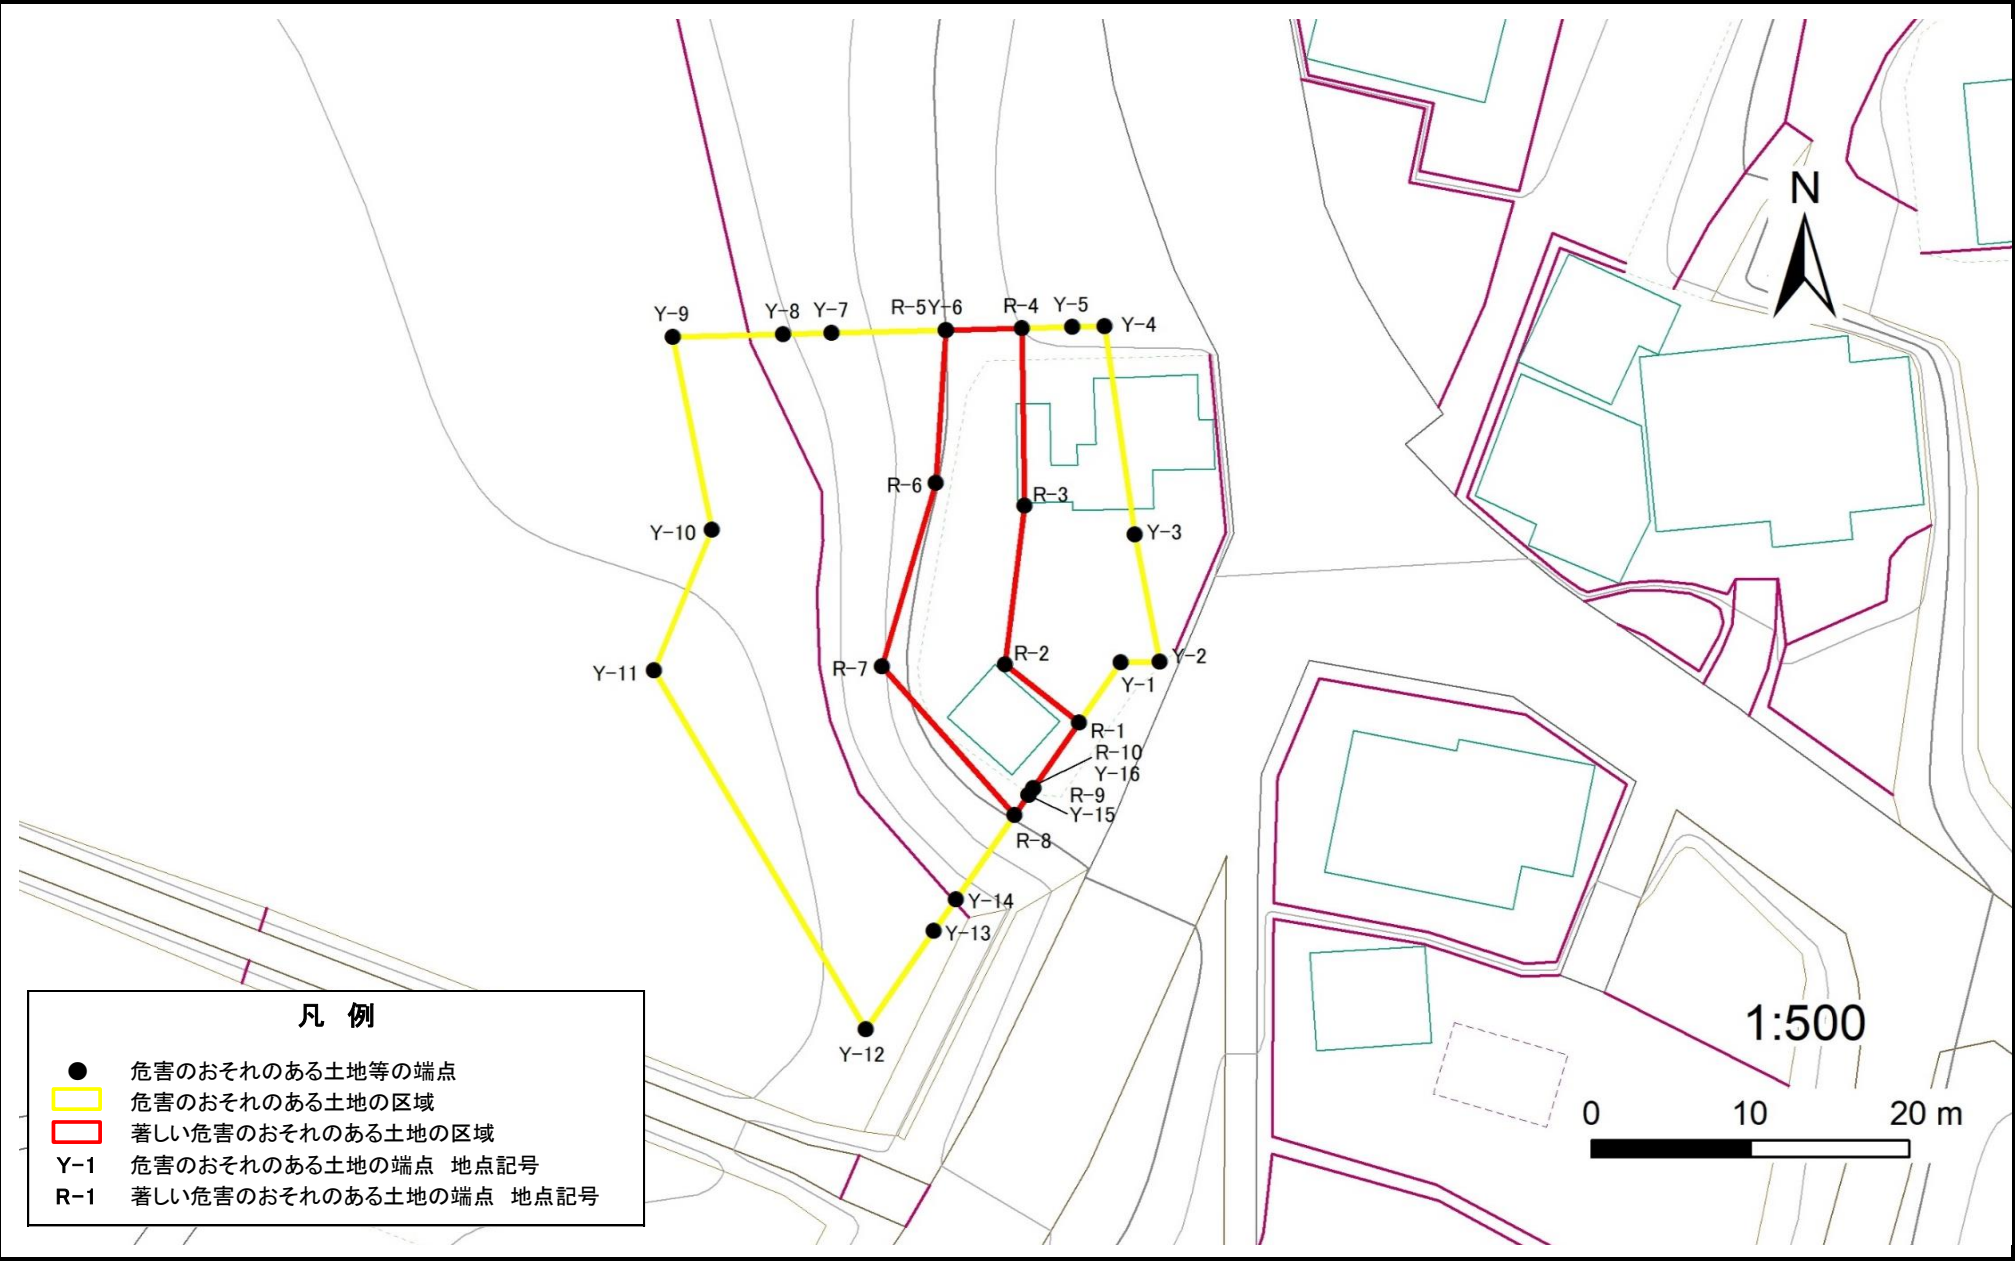 N
Y-9
Y-8
Y-7
R-5Y-6
R-4
Y-5
Y-4
R-6
R-3
Y-10
Y-3
R-7
R-2
Y-2
Y-11
Y-1
R-1
R-10
Y-16
R-9
Y-15
R-8
Y-14
Y-13
Y-12
1:500
0 10 20 m
凡 例
危害のおそれのある土地等の端点
危害のおそれのある土地の区域
著しい危害のおそれのある土地の区域
Y-1 危害のおそれのある土地の端点 地点記号
R-1 著しい危害のおそれのある土地の端点 地点記号